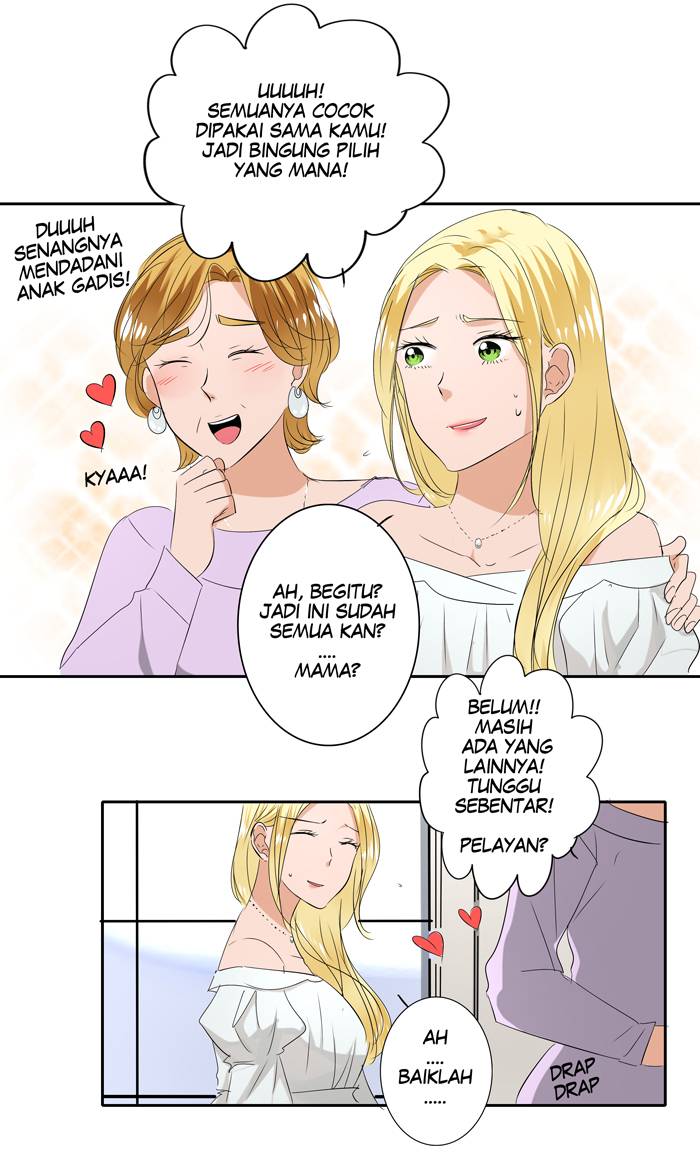 UUUUH!
SEMUANYA COCOK
DIPAKAI SAMA KAMU!
JADI BINGUNG PILIH
YANG MANA!
DUUUH
SENANGNYA
MENDADANI
ANAK GADIS!
KYAAA!
AH, BEGITU?
JADI INI SUDAH
SEMUA KAN?
....
MAMA?
BELUM!!
MASIH
ADA YANG
LAINNYA!
TUNGGU
SEBENTAR!
PELAYAN?
AH
....
BAIKLAH
.....
DRAP
DRAP